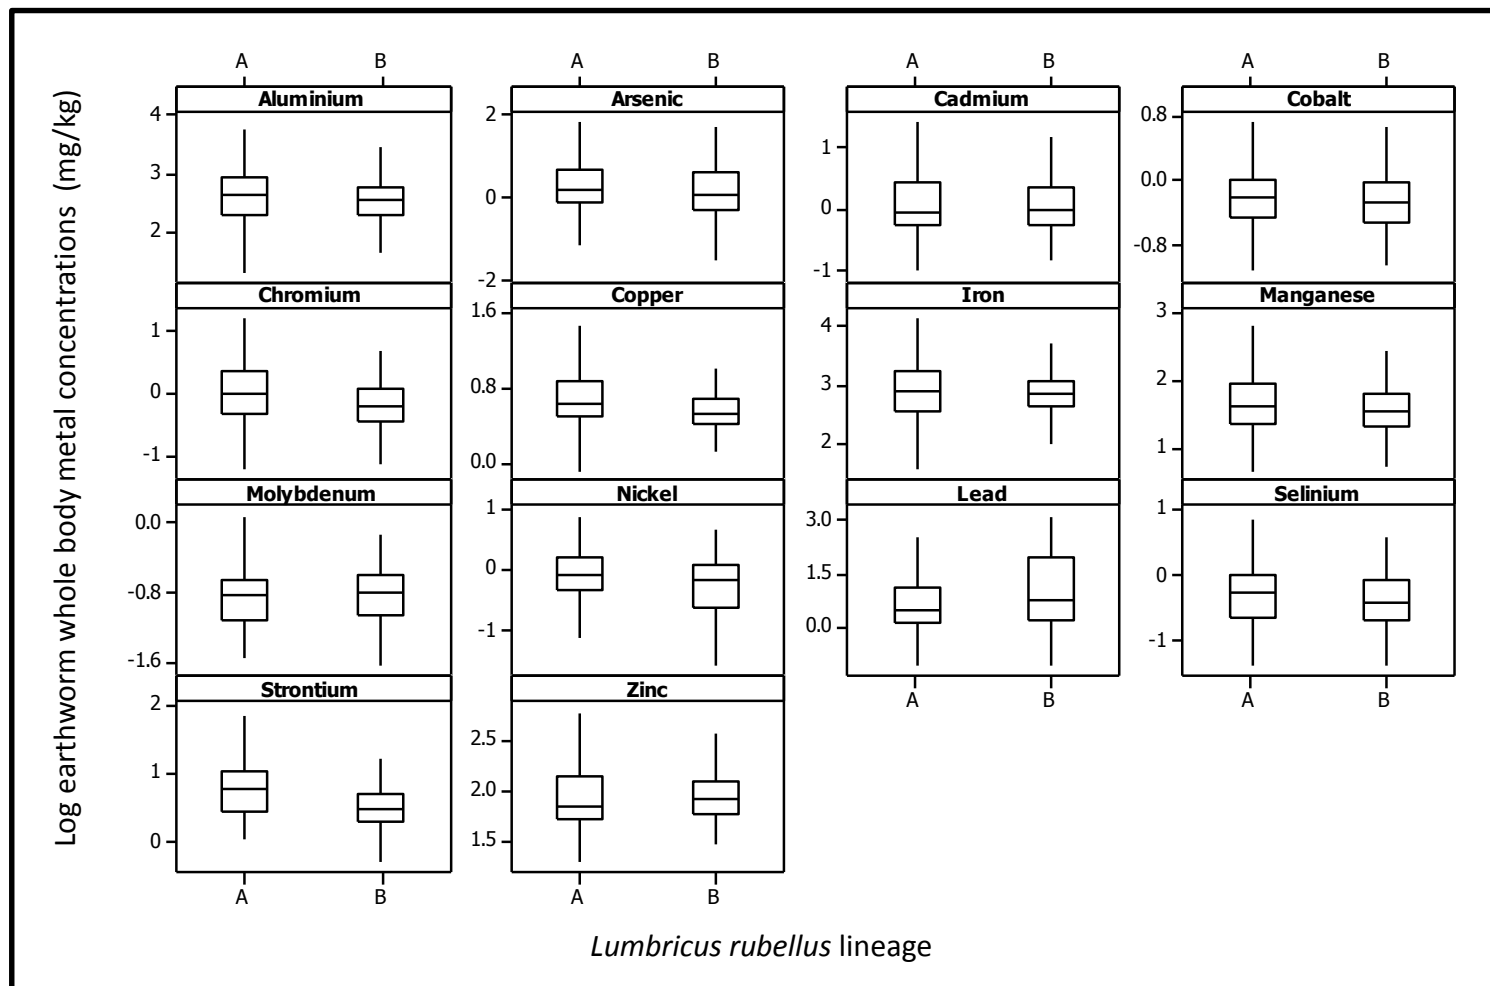 A B A B A B A B
Aluminium Arsenic Cadmium Cobalt
4 3 2
2 0 -2
1 0 -1
0.8 0.0 -0.8
Chromium Copper Iron Manganese
1 0 -1
1.6 0.8 0.0
4 3 2
3 2 1
Molybdenum Nickel Lead Selinium
0.0 -0.8 -1.6
1 0 -1
3.0 1.5 0.0
1 0 -1
A B A B
Strontium Zinc
2 1 0
2.5 2.0 1.5
A B A B
Log earthworm whole body metal concentrations (mg/kg)
Lumbricus rubellus lineage